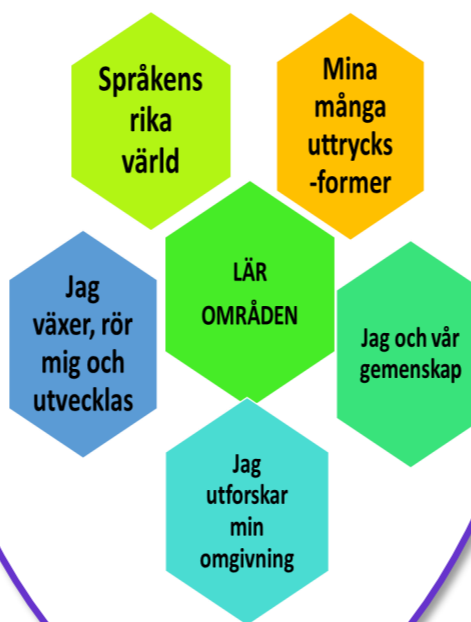 Språkens
rika
värld
Mina
många
uttrycks
-former
LÄR
OMRÅDEN
Jag
växer, rör
mig och
utvecklas
Jag och vår
gemenskap
Jag
utforskar
min
omgivning